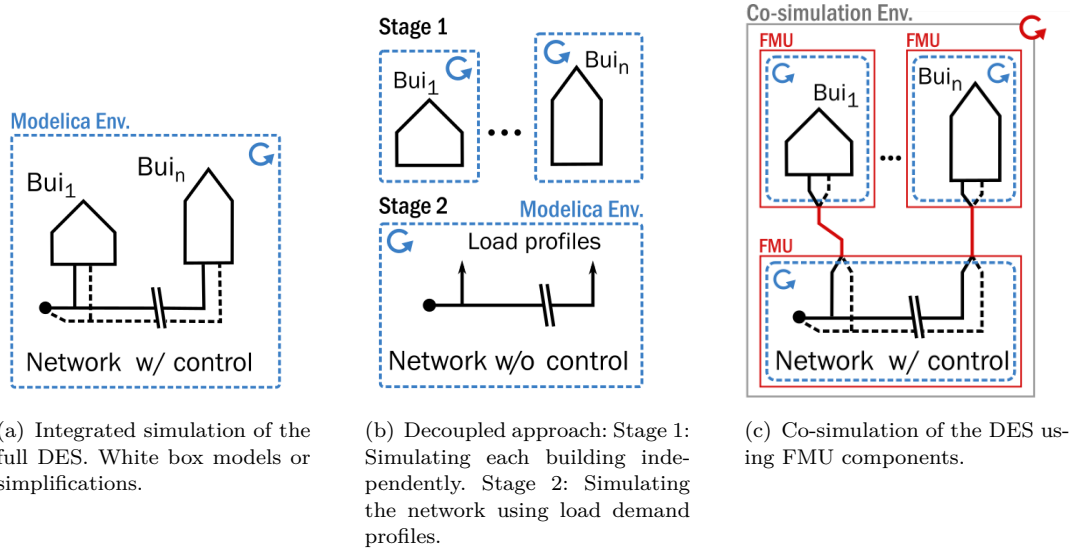 Modelica Env.
Bui1
Buin
Network w/ control
(a) Integrated simulation of the
full DES. White box models or
simplifications.
Stage 1
Bui1
Buin
Stage 2
Modelica Env.
Load profiles
Network w/o control
(b) Decoupled approach: Stage 1:
Simulating each building inde-
pendently. Stage 2: Simulating
the network using load demand
profiles.
Co-simulation Env.
FMU
FMU
Bui1
Buin
FMU
Network w/ control
(c) Co-simulation of the DES us-
ing FMU components.